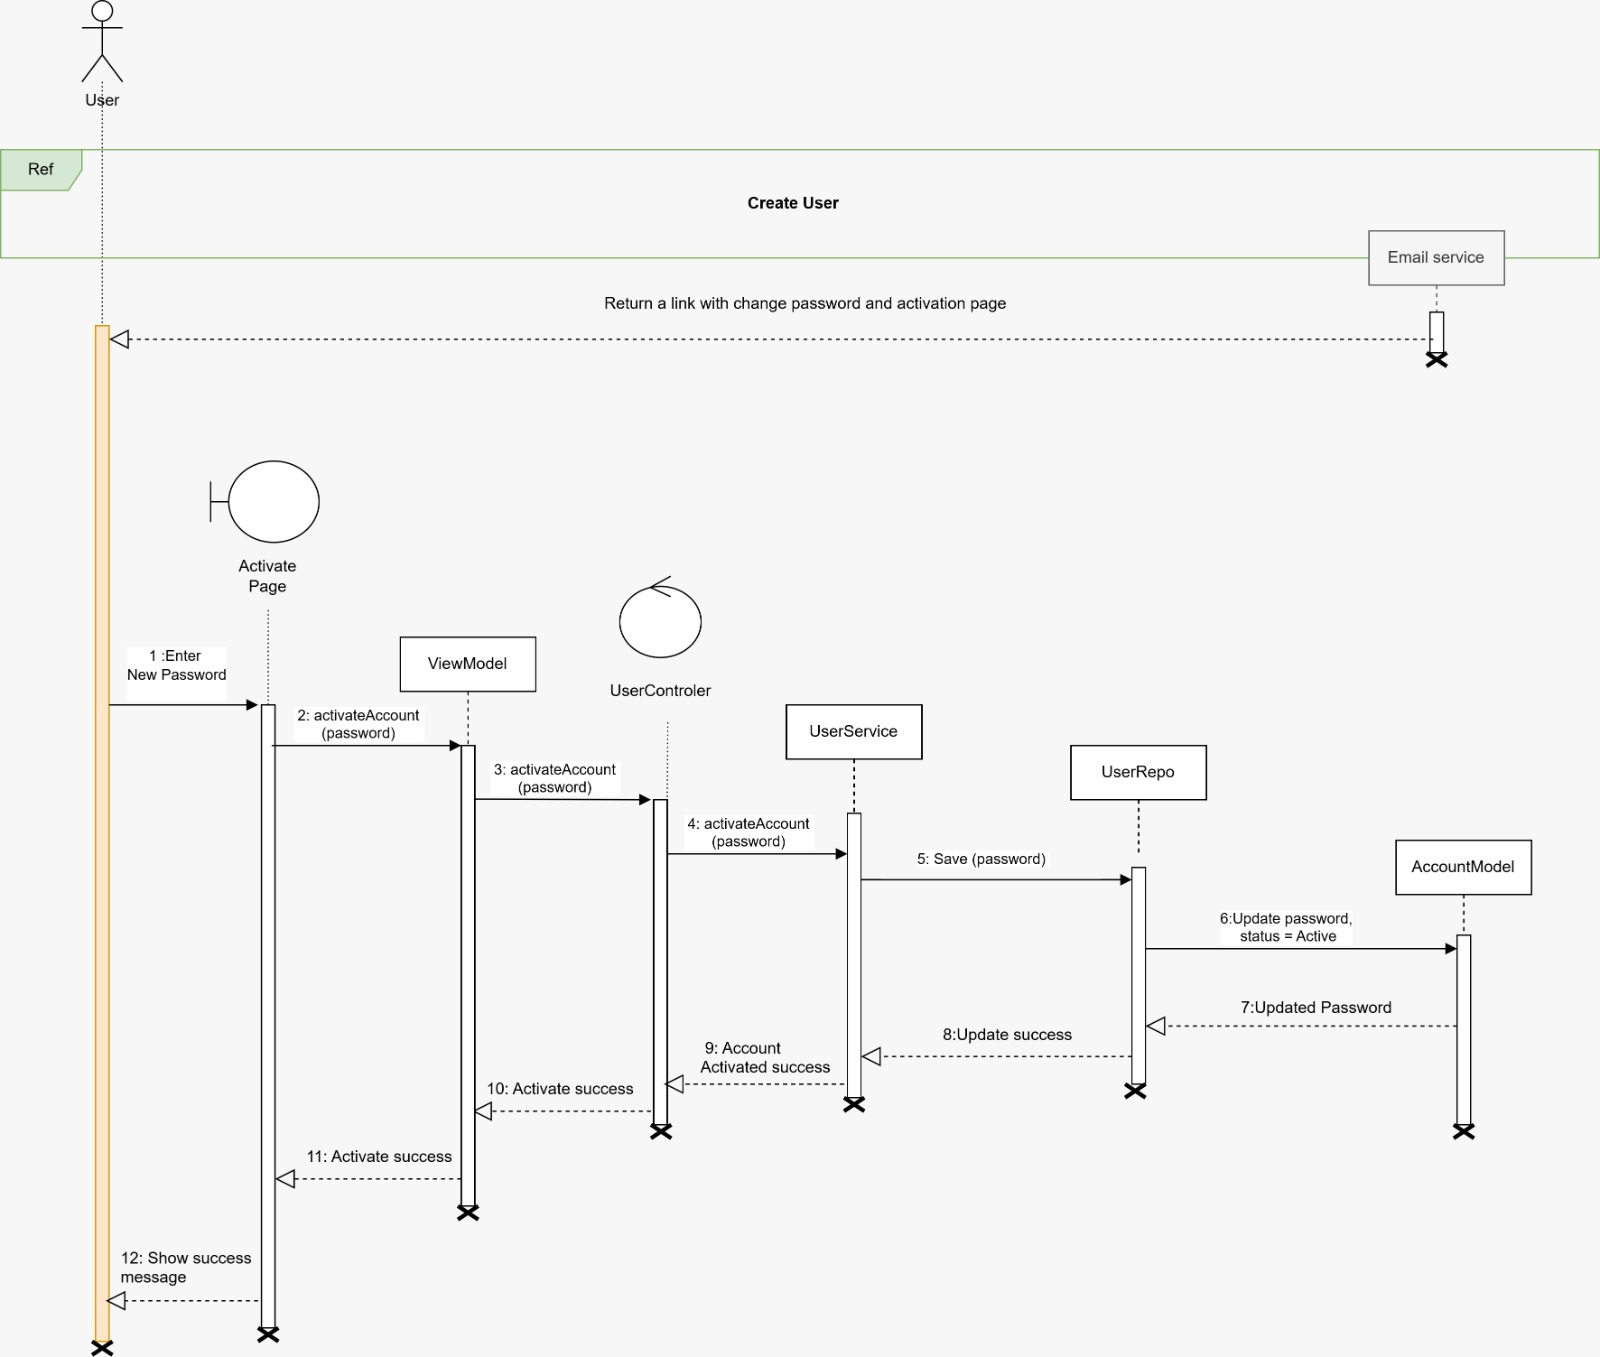 User
Ref
Create User
Email service
Return a link with change password and activation page
Activate
Page
1 :Enter
New Password
ViewModel
UserControler
2: activateAccount
(password)
UserService
3: activateAccount
(password)
UserRepo
4: activateAccount
(password)
5: Save (password)
AccountModel
6:Update password,
status = Active
7:Updated Password
8:Update success
9: Account
Activated success
10: Activate success
11: Activate success
12: Show success
message